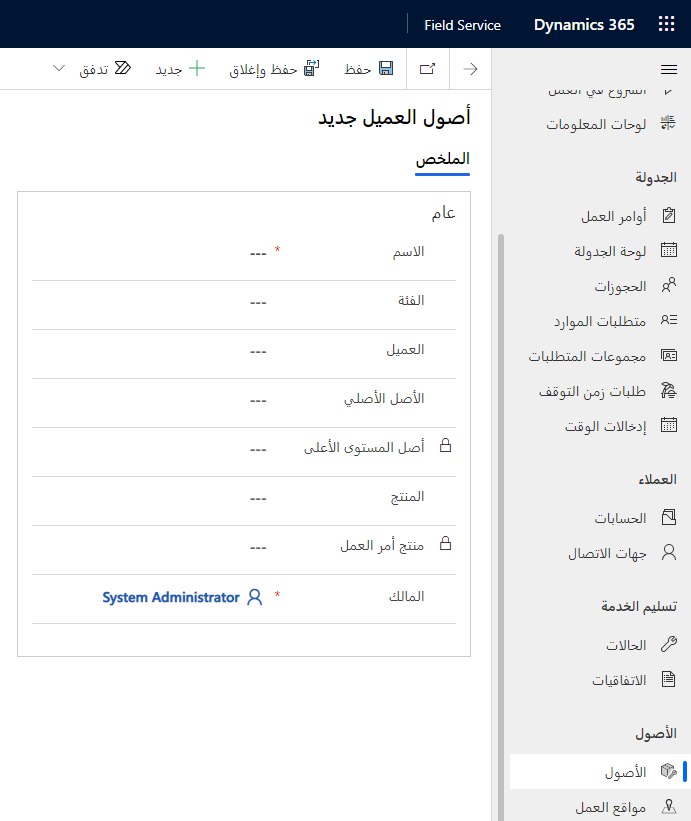 Dynamics 365
Field Service
حفظ
حفظ وإغلاق
جديد
تدفق
الشروع في العمل
لوحات المعلومات
الجدولة
أوامر العمل
لوحة الجدولة
الحجوزات
متطلبات الموارد
مجموعات المتطلبات
طلبات زمن التوقف
إدخالات الوقت
العملاء
الحسابات
جهات الاتصال
تسليم الخدمة
الحالات
الاتفاقيات
الأصول
الأصول
مواقع العمل
أصول العميل جديد
الملخص
عام
الاسم * ---
الفئة ---
العميل ---
الأصل الأصلي ---
أصل المستوى الأعلى ---
المنتج ---
منتج أمر العمل ---
المالك * System Administrator